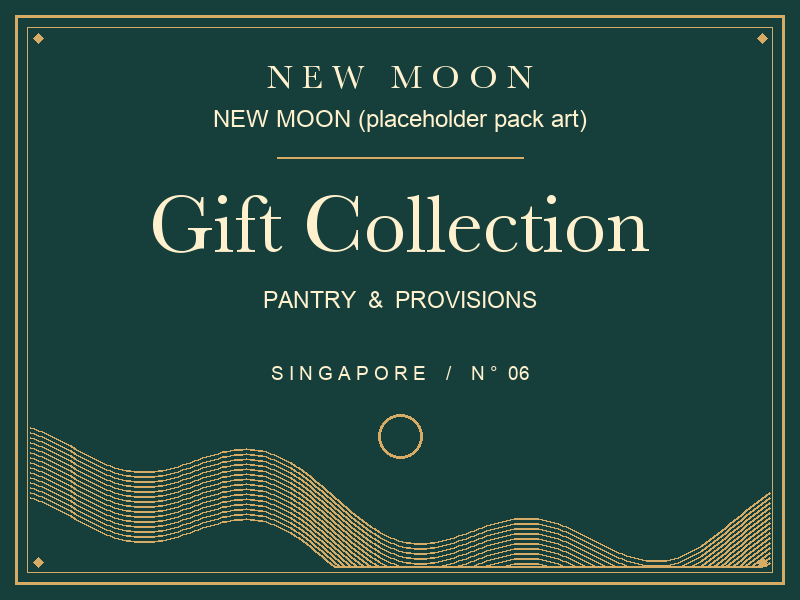 NEW MOON
NEW MOON (placeholder pack art)
Gift Collection
PANTRY & PROVISIONS
SINGAPORE / N° 06